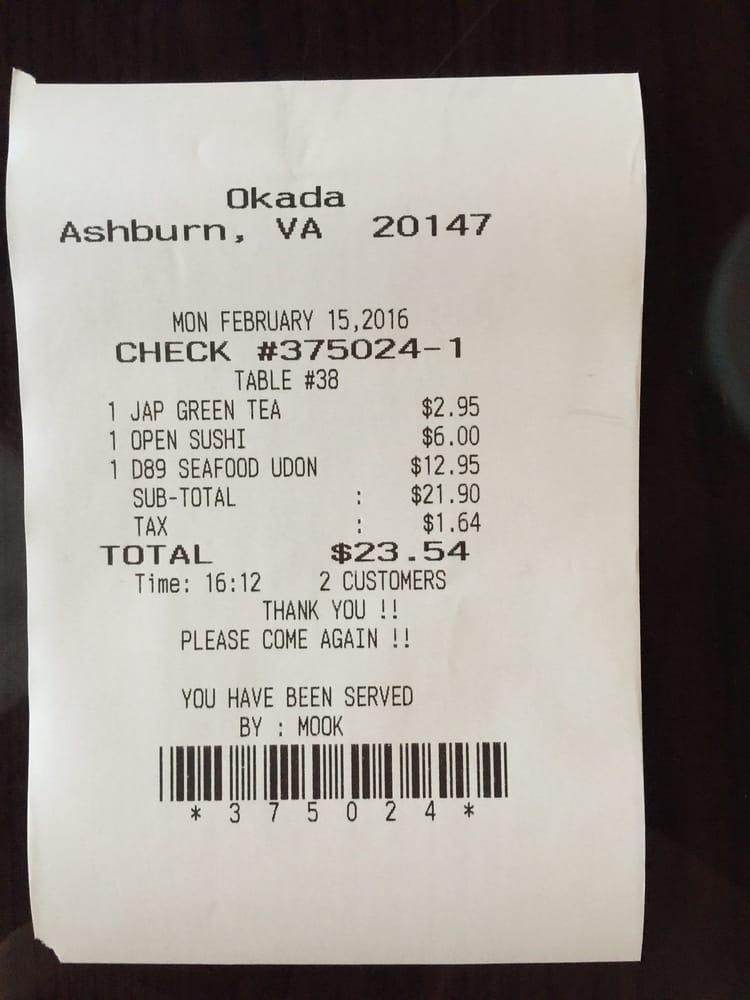 Okada
Ashburn, VA 20147
MON FEBRUARY 15,2016
CHECK #375024-1
TABLE #38
1 JAP GREEN TEA $2.95
1 OPEN SUSHI $6.00
1 D89 SEAFOOD UDON $12.95
SUB-TOTAL : $21.90
TAX : $1.64
TOTAL $23.54
Time: 16:12 2 CUSTOMERS
THANK YOU !!
PLEASE COME AGAIN !!
YOU HAVE BEEN SERVED
BY : MOOK
* 3 7 5 0 2 4 *